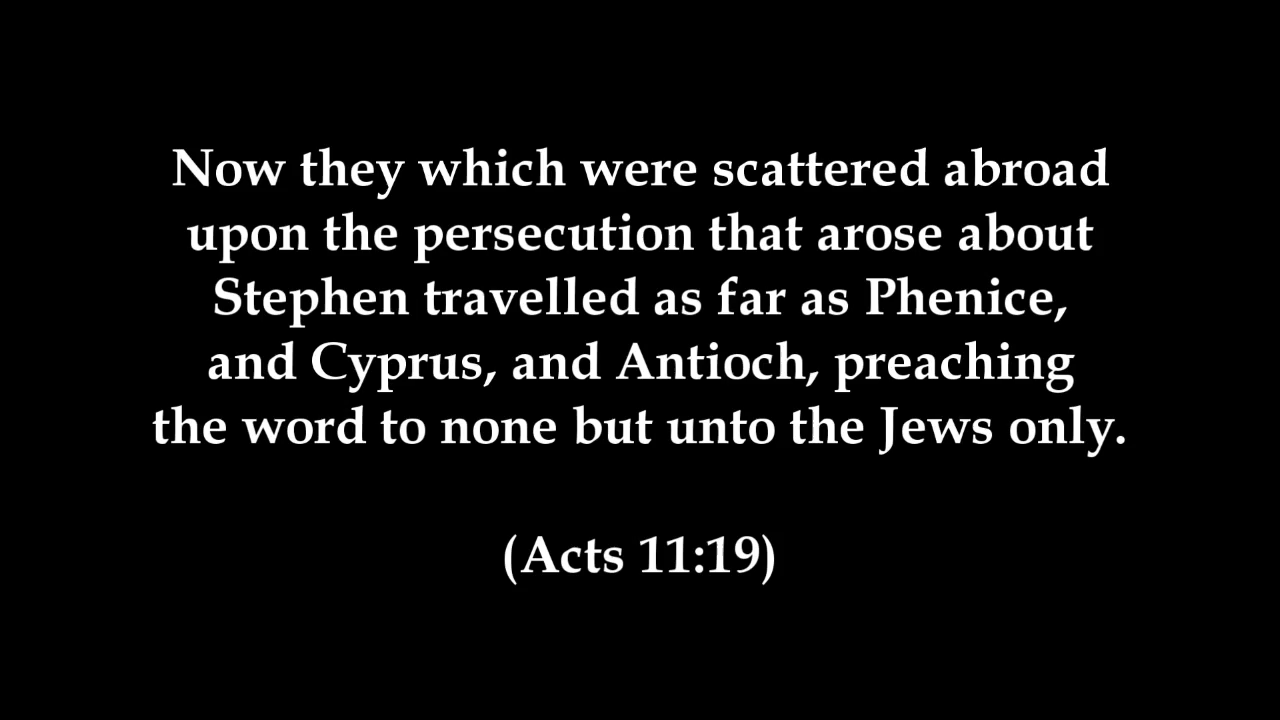 Now they which were scattered abroad
upon the persecution that arose about
Stephen travelled as far as Phenice,
and Cyprus, and Antioch, preaching
the word to none but unto the Jews only.
(Acts 11:19)